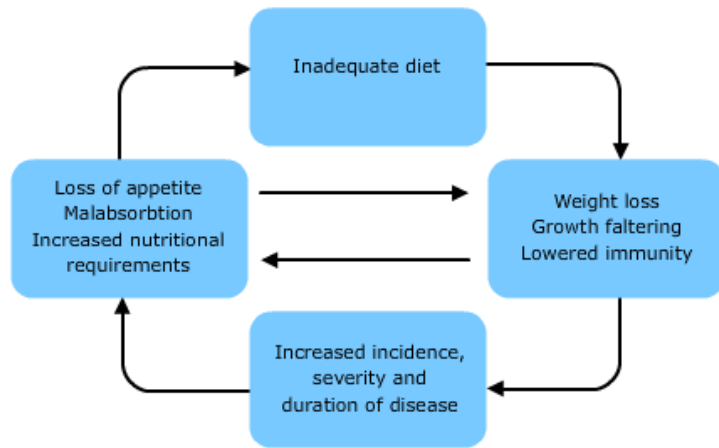 Inadequate diet
Loss of appetite
Malabsorbtion
Increased nutritional
requirements
Weight loss
Growth faltering
Lowered immunity
Increased incidence,
severity and
duration of disease